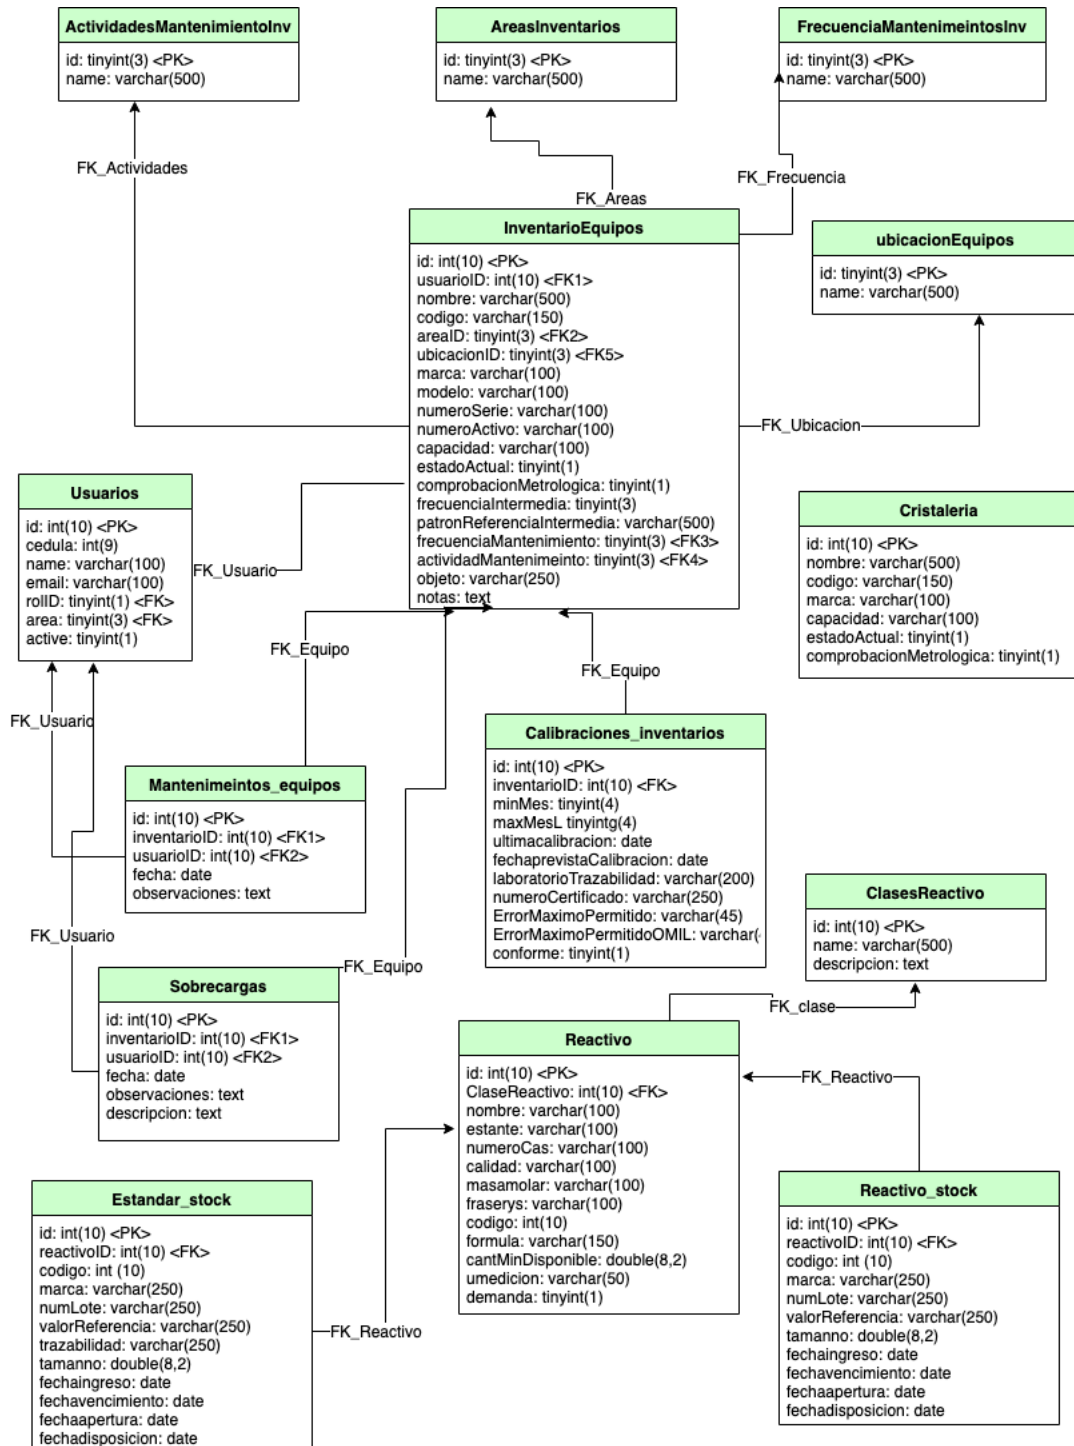 ActividadesMantenimientoInv
id: tinyint(3) <PK>
name: varchar(500)
AreasInventarios
id: tinyint(3) <PK>
name: varchar(500)
FrecuenciaMantenimeintosInv
id: tinyint(3) <PK>
name: varchar(500)
FK_Actividades
FK_Areas
FK_Frecuencia
InventarioEquipos
id: int(10) <PK>
usuarioID: int(10) <FK1>
nombre: varchar(500)
codigo: varchar(150)
areaID: tinyint(3) <FK2>
ubicacionID: tinyint(3) <FK5>
marca: varchar(100)
modelo: varchar(100)
numeroSerie: varchar(100)
numeroActivo: varchar(100)
capacidad: varchar(100)
estadoActual: tinyint(1)
comprobacionMetrologica: tinyint(1)
frecuenciaIntermedia: tinyint(3)
patronReferenciaIntermedia: varchar(500)
frecuenciaMantenimiento: tinyint(3) <FK3>
actividadMantenimeinto: tinyint(3) <FK4>
objeto: varchar(250)
notas: text
ubicacionEquipos
id: tinyint(3) <PK>
name: varchar(500)
FK_Ubicacion
Usuarios
id: int(10) <PK>
cedula: int(9)
name: varchar(100)
email: varchar(100)
rolID: tinyint(1) <FK>
area: tinyint(3) <FK>
active: tinyint(1)
FK_Usuario
Cristaleria
id: int(10) <PK>
nombre: varchar(500)
codigo: varchar(150)
marca: varchar(100)
capacidad: varchar(100)
estadoActual: tinyint(1)
comprobacionMetrologica: tinyint(1)
FK_Equipo
FK_Equipo
FK_Usuario
Mantenimeintos_equipos
id: int(10) <PK>
inventarioID: int(10) <FK1>
usuarioID: int(10) <FK2>
fecha: date
observaciones: text
Calibraciones_inventarios
id: int(10) <PK>
inventarioID: int(10) <FK>
minMes: tinyint(4)
maxMesL tinyintg(4)
ultimacalibracion: date
fechaprevistaCalibracion: date
laboratorioTrazabilidad: varchar(200)
numeroCertificado: varchar(250)
ErrorMaximoPermitido: varchar(45)
ErrorMaximoPermitidoOMIL: varchar(
conforme: tinyint(1)
FK_Usuario
FK_Equipo
Sobrecargas
id: int(10) <PK>
inventarioID: int(10) <FK1>
usuarioID: int(10) <FK2>
fecha: date
observaciones: text
descripcion: text
ClasesReactivo
id: int(10) <PK>
name: varchar(500)
descripcion: text
FK_clase
Reactivo
id: int(10) <PK>
ClaseReactivo: int(10) <FK>
nombre: varchar(100)
estante: varchar(100)
numeroCas: varchar(100)
calidad: varchar(100)
masamolar: varchar(100)
fraserys: varchar(100)
codigo: int(10)
formula: varchar(150)
cantMinDisponible: double(8,2)
umedicion: varchar(50)
demanda: tinyint(1)
FK_Reactivo
Estandar_stock
id: int(10) <PK>
reactivoID: int(10) <FK>
codigo: int (10)
marca: varchar(250)
numLote: varchar(250)
valorReferencia: varchar(250)
trazabilidad: varchar(250)
tamanno: double(8,2)
fechaingreso: date
fechavencimiento: date
fechaapertura: date
fechadisposicion: date
FK_Reactivo
Reactivo_stock
id: int(10) <PK>
reactivoID: int(10) <FK>
codigo: int (10)
marca: varchar(250)
numLote: varchar(250)
valorReferencia: varchar(250)
tamanno: double(8,2)
fechaingreso: date
fechavencimiento: date
fechaapertura: date
fechadisposicion: date